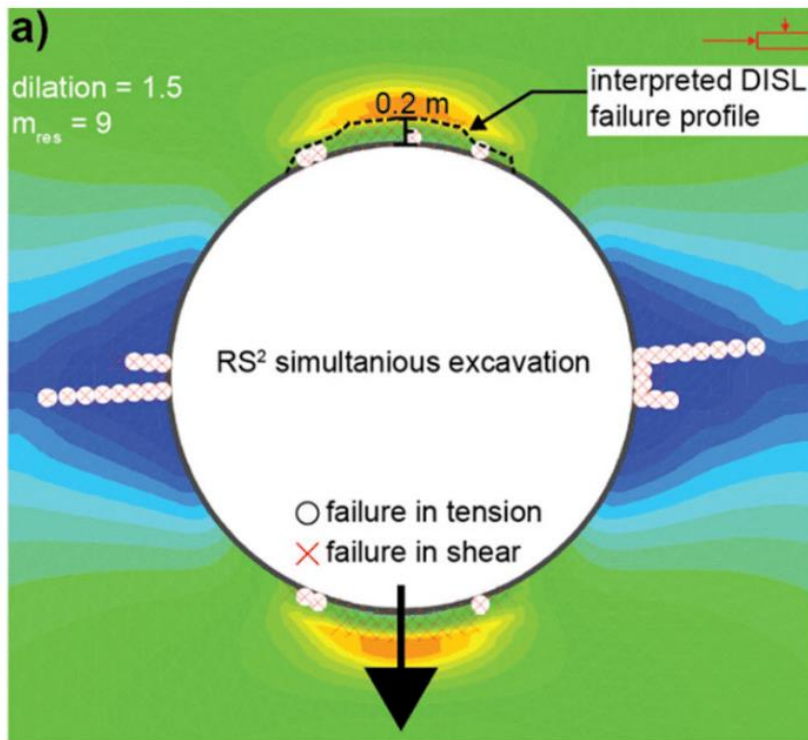 a)
dilation = 1.5
m_res = 9
0.2 m
interpreted DISL
failure profile
RS² simultanious excavation
failure in tension
failure in shear